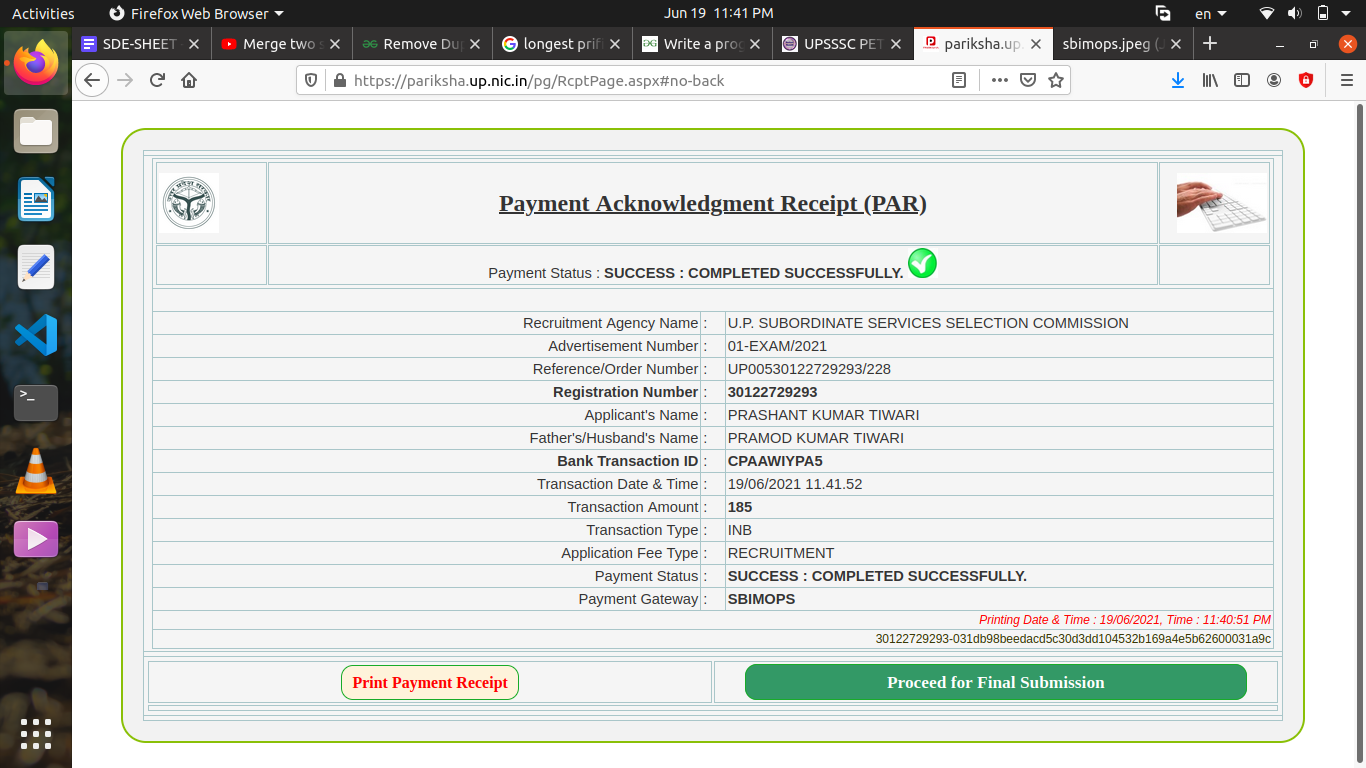 Activities
Firefox Web Browser
Jun 19 11:41 PM
en
SDE-SHEET
Merge two s
Remove Dup
longest prifi
Write a prog
UPSSSC PET
pariksha.up.
sbimops.jpeg (J
https://pariksha.up.nic.in/pg/RcptPage.aspx#no-back
Payment Acknowledgment Receipt (PAR)
Payment Status : SUCCESS : COMPLETED SUCCESSFULLY.
Recruitment Agency Name : U.P. SUBORDINATE SERVICES SELECTION COMMISSION
Advertisement Number : 01-EXAM/2021
Reference/Order Number : UP00530122729293/228
Registration Number : 30122729293
Applicant's Name : PRASHANT KUMAR TIWARI
Father's/Husband's Name : PRAMOD KUMAR TIWARI
Bank Transaction ID : CPAAWIYPA5
Transaction Date & Time : 19/06/2021 11.41.52
Transaction Amount : 185
Transaction Type : INB
Application Fee Type : RECRUITMENT
Payment Status : SUCCESS : COMPLETED SUCCESSFULLY.
Payment Gateway : SBIMOPS
Printing Date & Time : 19/06/2021, Time : 11:40:51 PM
30122729293-031db98beedacd5c30d3dd104532b169a4e5b62600031a9c
Print Payment Receipt
Proceed for Final Submission